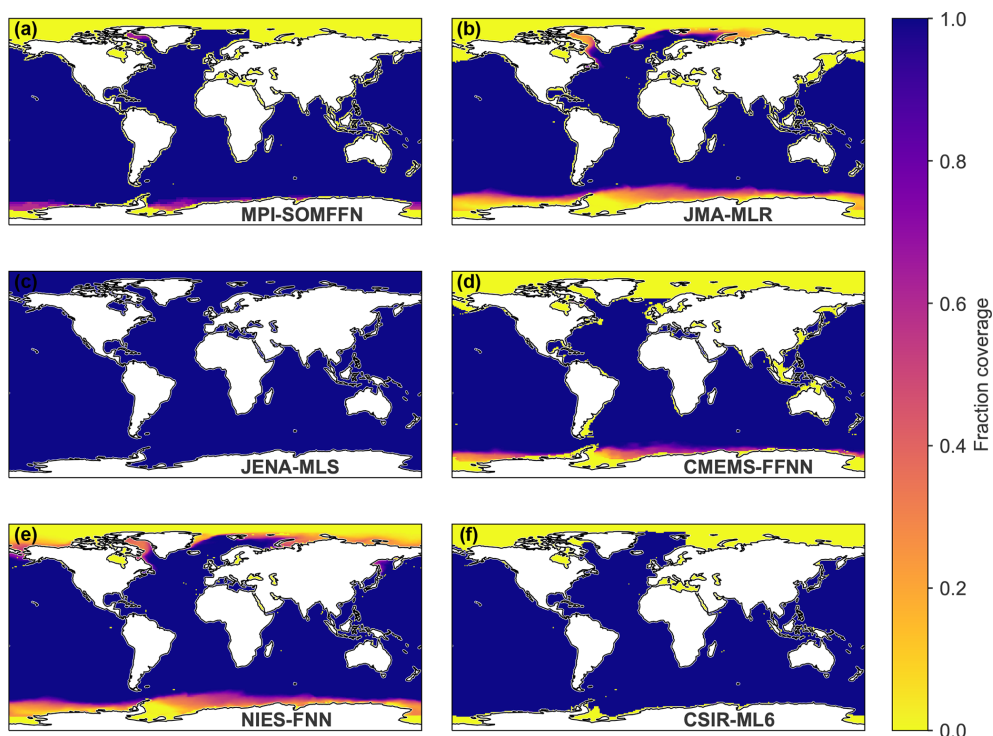 (a)
MPI-SOMFFN
(b)
JMA-MLR
(c)
JENA-MLS
(d)
CMEMS-FFNN
(e)
NIES-FNN
(f)
CSIR-ML6
1.0
0.8
0.6
0.4
0.2
0.0
Fraction coverage